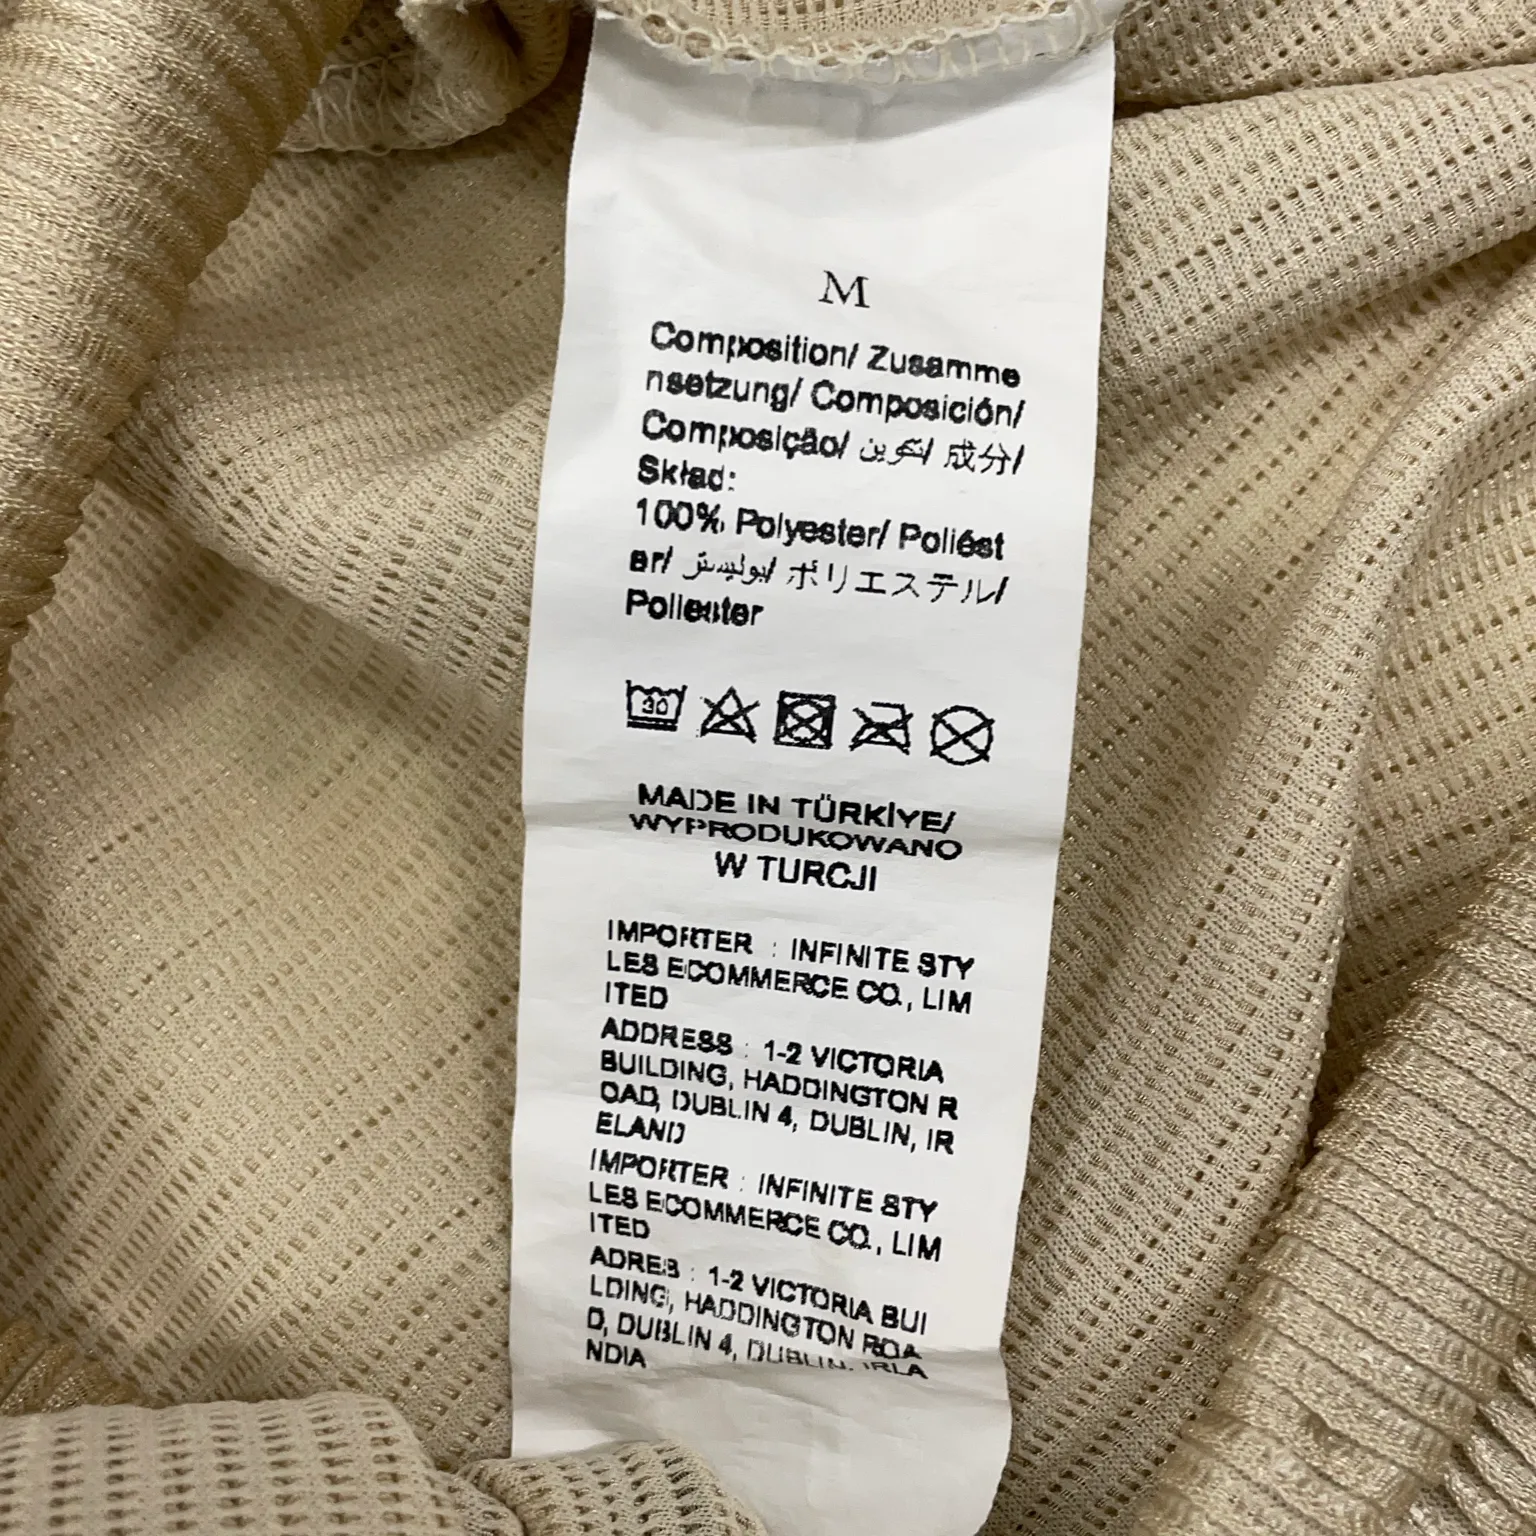 M
Composition/ Zusamme
nsetzung/ Composición/
Composição/ تكوين/ 成分/
Skład:
100% Polyester/ Poliést
er/ بوليستر/ ポリエステル/
Poliester
30
MADE IN TÜRKİYE/
WYPRODUKOWANO
W TURCJI
IMPORTER : INFINITE STY
LES ECOMMERCE CO., LIM
ITED
ADDRESS : 1-2 VICTORIA
BUILDING, HADDINGTON R
OAD, DUBLIN 4, DUBLIN, IR
ELAND
IMPORTER : INFINITE STY
LES ECOMMERCE CO., LIM
ITED
ADRES : 1-2 VICTORIA BUI
LDING, HADDINGTON ROA
D, DUBLIN 4, DUBLIN, IRLA
NDIA